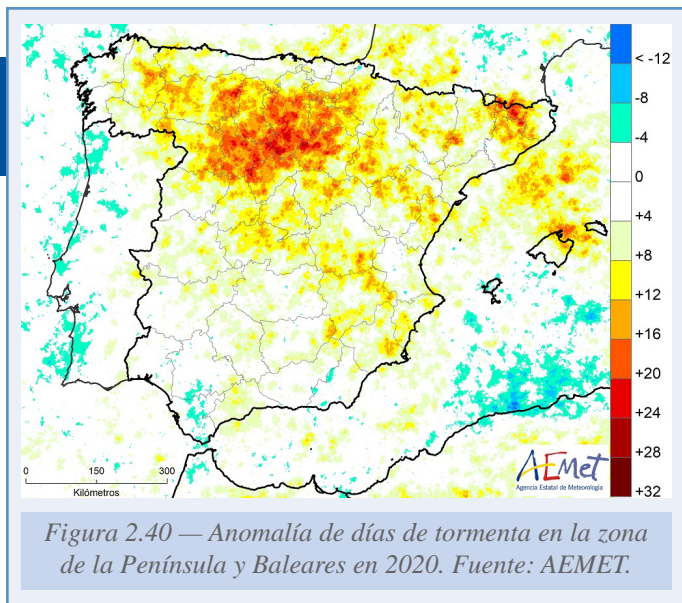 < -12
-8
-4
0
+4
+8
+12
+16
+20
+24
+28
+32
0 150 300
Kilómetros
AEMet
Agencia Estatal de Meteorología
Figura 2.40 — Anomalía de días de tormenta en la zona
de la Península y Baleares en 2020. Fuente: AEMET.